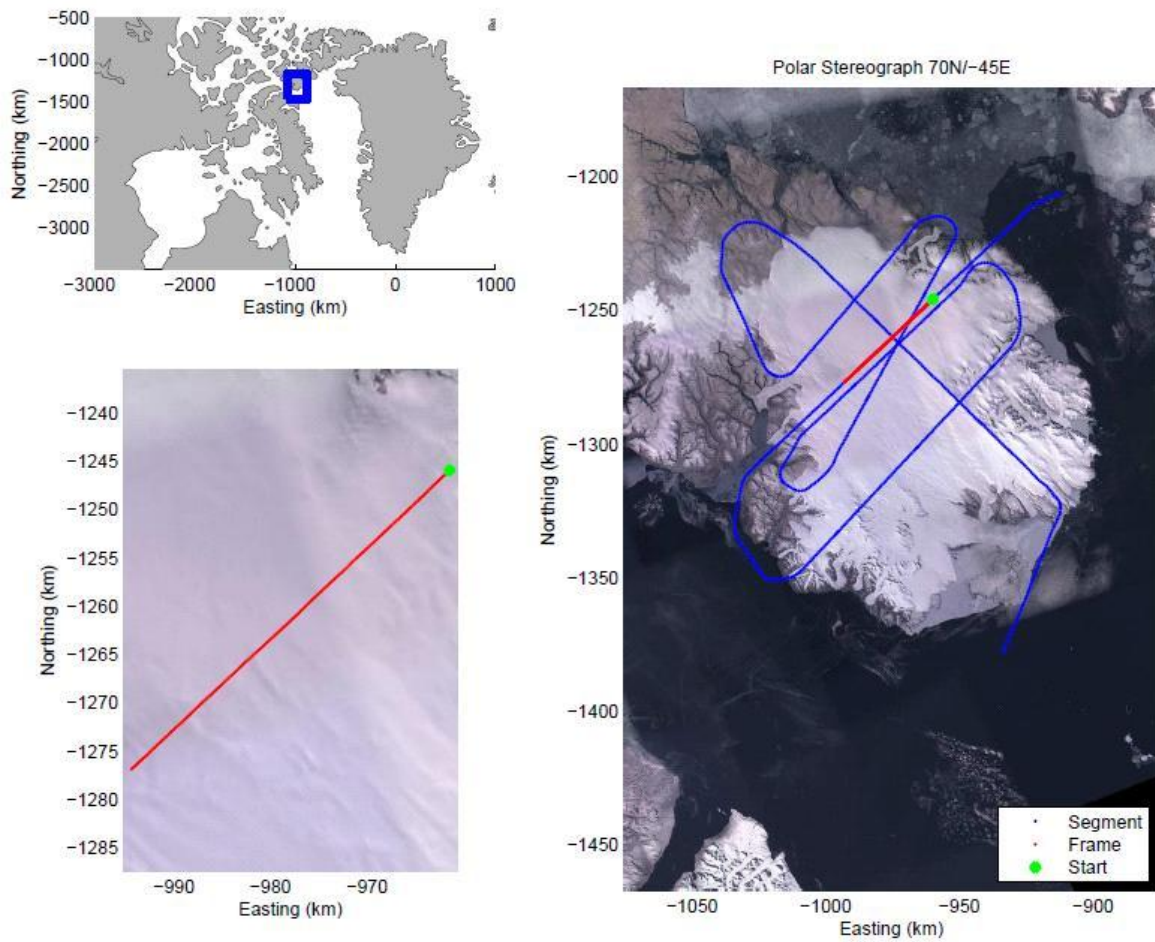 −500
−1000
−1500
−2000
−2500
−3000
Northing (km)
−3000 −2000 −1000 0 1000
Easting (km)
−1240
−1245
−1250
−1255
−1260
−1265
−1270
−1275
−1280
−1285
Northing (km)
−990 −980 −970
Easting (km)
Polar Stereograph 70N/−45E
−1200
−1250
−1300
−1350
−1400
−1450
Northing (km)
Segment
Frame
Start
−1050 −1000 −950 −900
Easting (km)